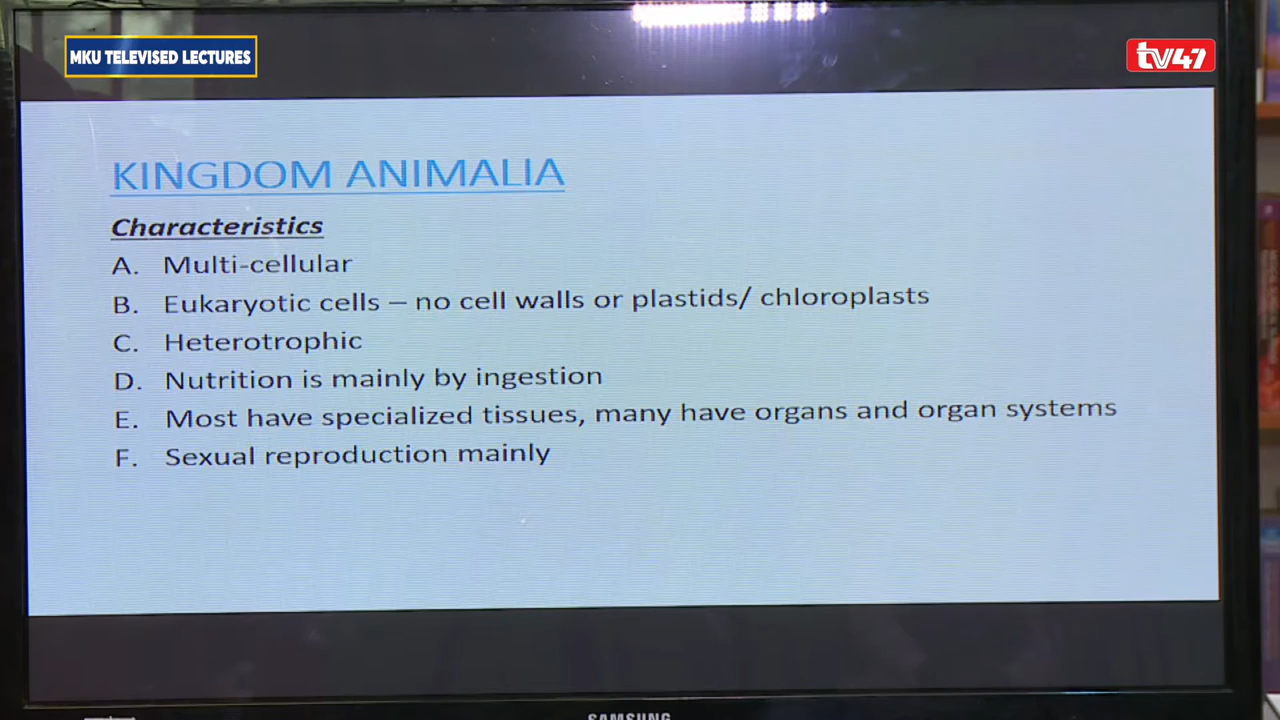 MKU TELEVISED LECTURES
tv47
KINGDOM ANIMALIA
Characteristics
A. Multi-cellular
B. Eukaryotic cells – no cell walls or plastids/ chloroplasts
C. Heterotrophic
D. Nutrition is mainly by ingestion
E. Most have specialized tissues, many have organs and organ systems
F. Sexual reproduction mainly
SAMSUNG